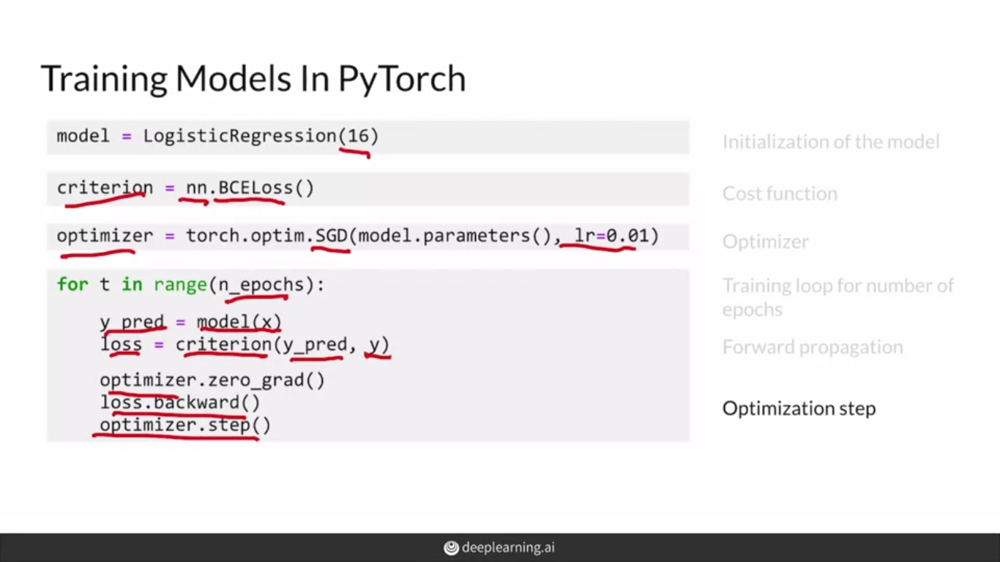 Training Models In PyTorch
model = LogisticRegression(16)
Initialization of the model
criterion = nn.BCELoss()
Cost function
optimizer = torch.optim.SGD(model.parameters(), lr=0.01)
Optimizer
for t in range(n_epochs):
Training loop for number of
epochs
y_pred = model(x)
loss = criterion(y_pred, y)
Forward propagation
optimizer.zero_grad()
loss.backward()
optimizer.step()
Optimization step
deeplearning.ai